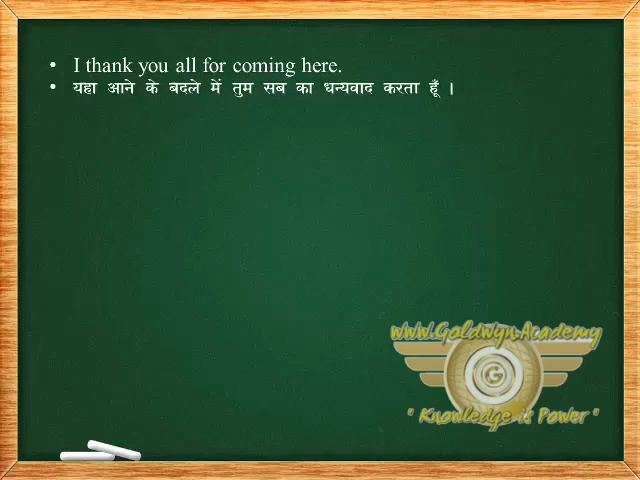 • I thank you all for coming here.
• यहा आने के बदले में तुम सब का धन्यवाद करता हूँ ।
www.GoldwynAcademy
G
" Knowledge is Power "